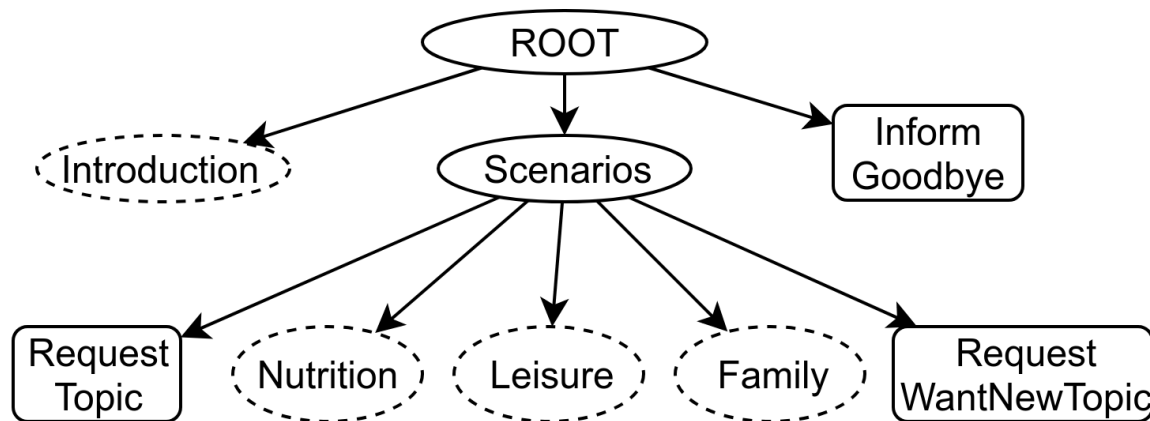 ROOT
Introduction
Scenarios
Inform
Goodbye
Request
Topic
Nutrition
Leisure
Family
Request
WantNewTopic